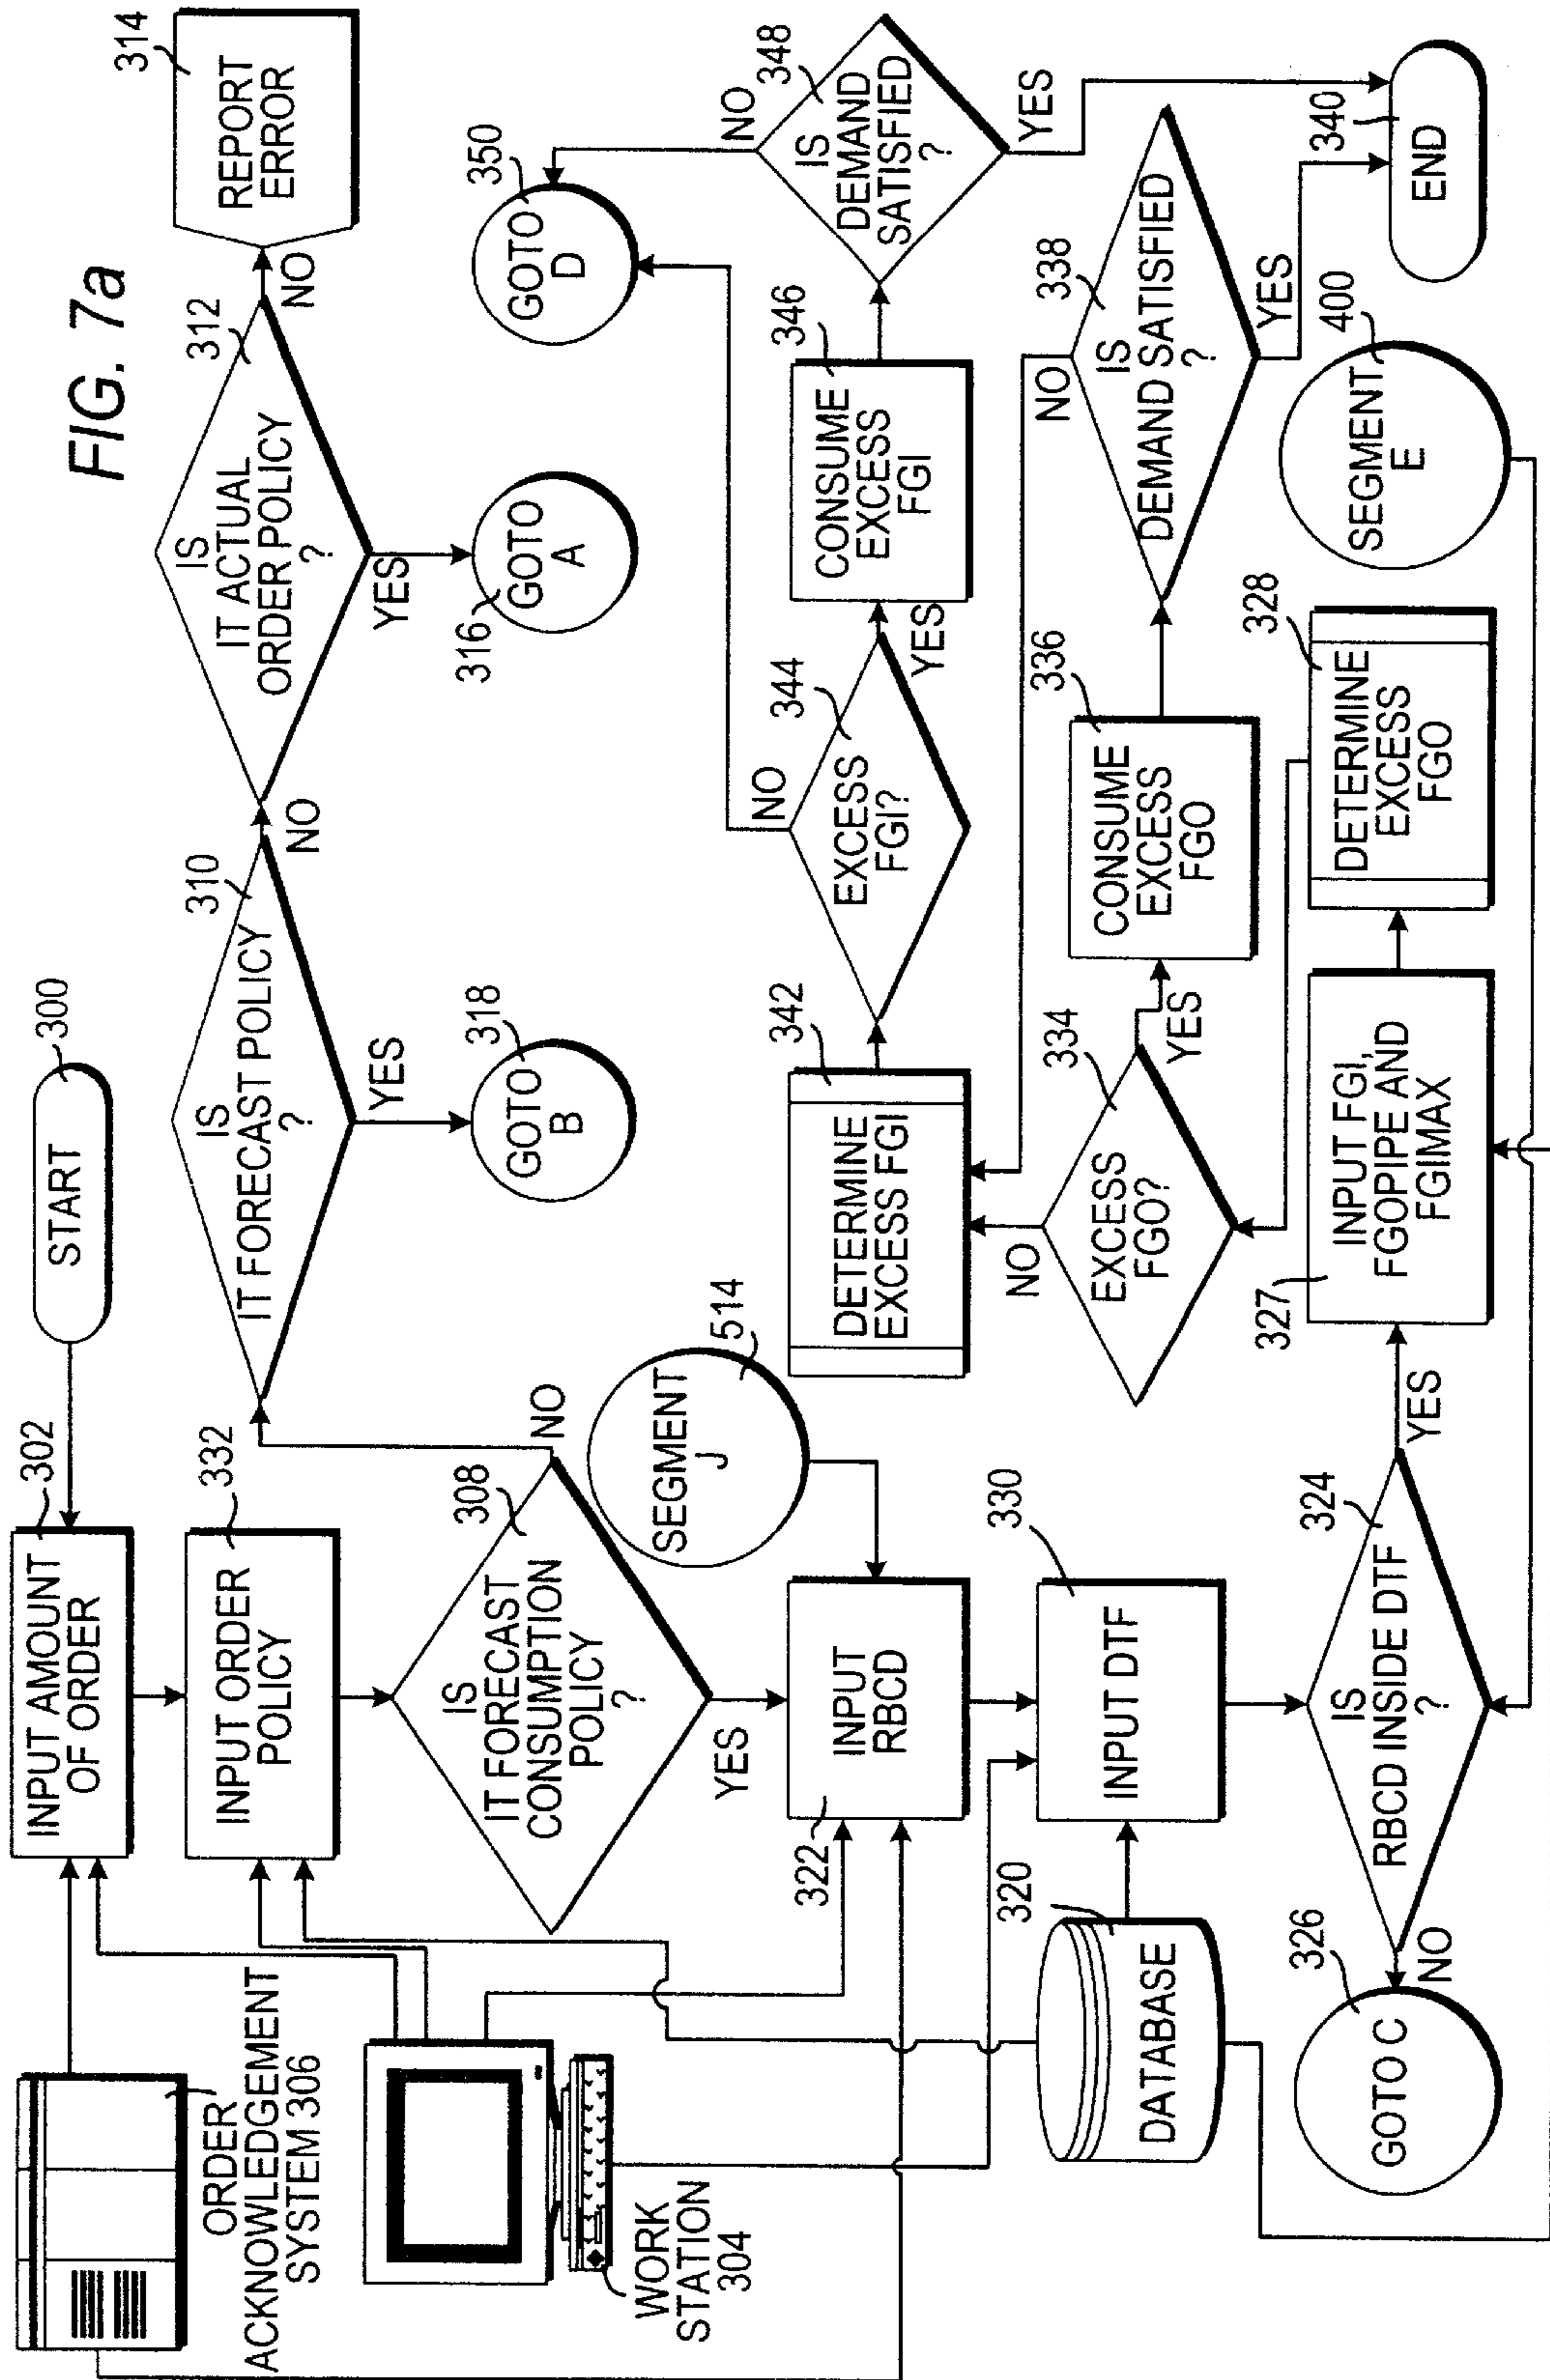 FIG. 7a
START
300
INPUT AMOUNT
OF ORDER
302
ORDER
ACKNOWLEDGEMENT
SYSTEM 306
INPUT ORDER
POLICY
332
WORK
STATION
304
IS
IT FORECAST
CONSUMPTION
POLICY
?
308
NO
YES
IS
IT FORECAST POLICY
?
310
NO
YES
GOTO
B
318
IS
IT ACTUAL
ORDER POLICY
?
312
NO
YES
GOTO
A
316
REPORT
ERROR
314
SEGMENT
J
514
INPUT
RBCD
322
DATABASE
320
INPUT DTF
330
IS
RBCD INSIDE DTF
?
324
NO
YES
GOTO C
326
INPUT FGI,
FGOPIPE AND
FGIMAX
327
DETERMINE
EXCESS
FGO
328
SEGMENT
E
400
EXCESS
FGO?
334
NO
YES
CONSUME
EXCESS
FGO
336
IS
DEMAND SATISFIED
?
338
NO
YES
END
340
DETERMINE
EXCESS FGI
342
EXCESS
FGI?
344
NO
YES
CONSUME
EXCESS
FGI
346
IS
DEMAND
SATISFIED
?
348
NO
YES
GOTO
D
350